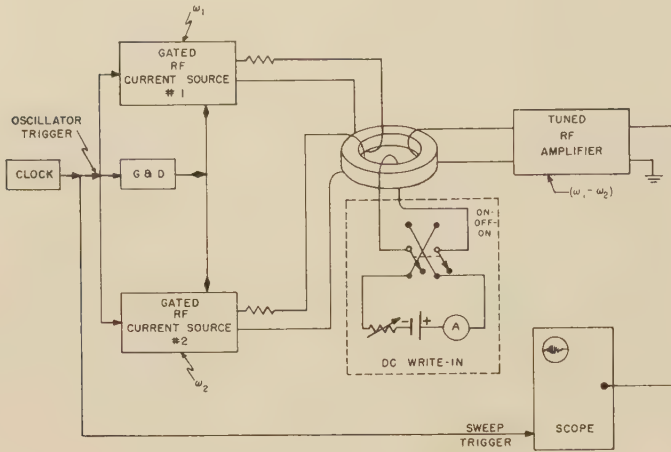 ω₁
GATED
RF
CURRENT SOURCE
# 1
OSCILLATOR
TRIGGER
CLOCK
G & D
TUNED
RF
AMPLIFIER
(ω₁ - ω₂)
ON-
OFF-
ON
GATED
RF
CURRENT SOURCE
#2
ω₂
- +
A
DC WRITE-IN
SWEEP
TRIGGER
SCOPE